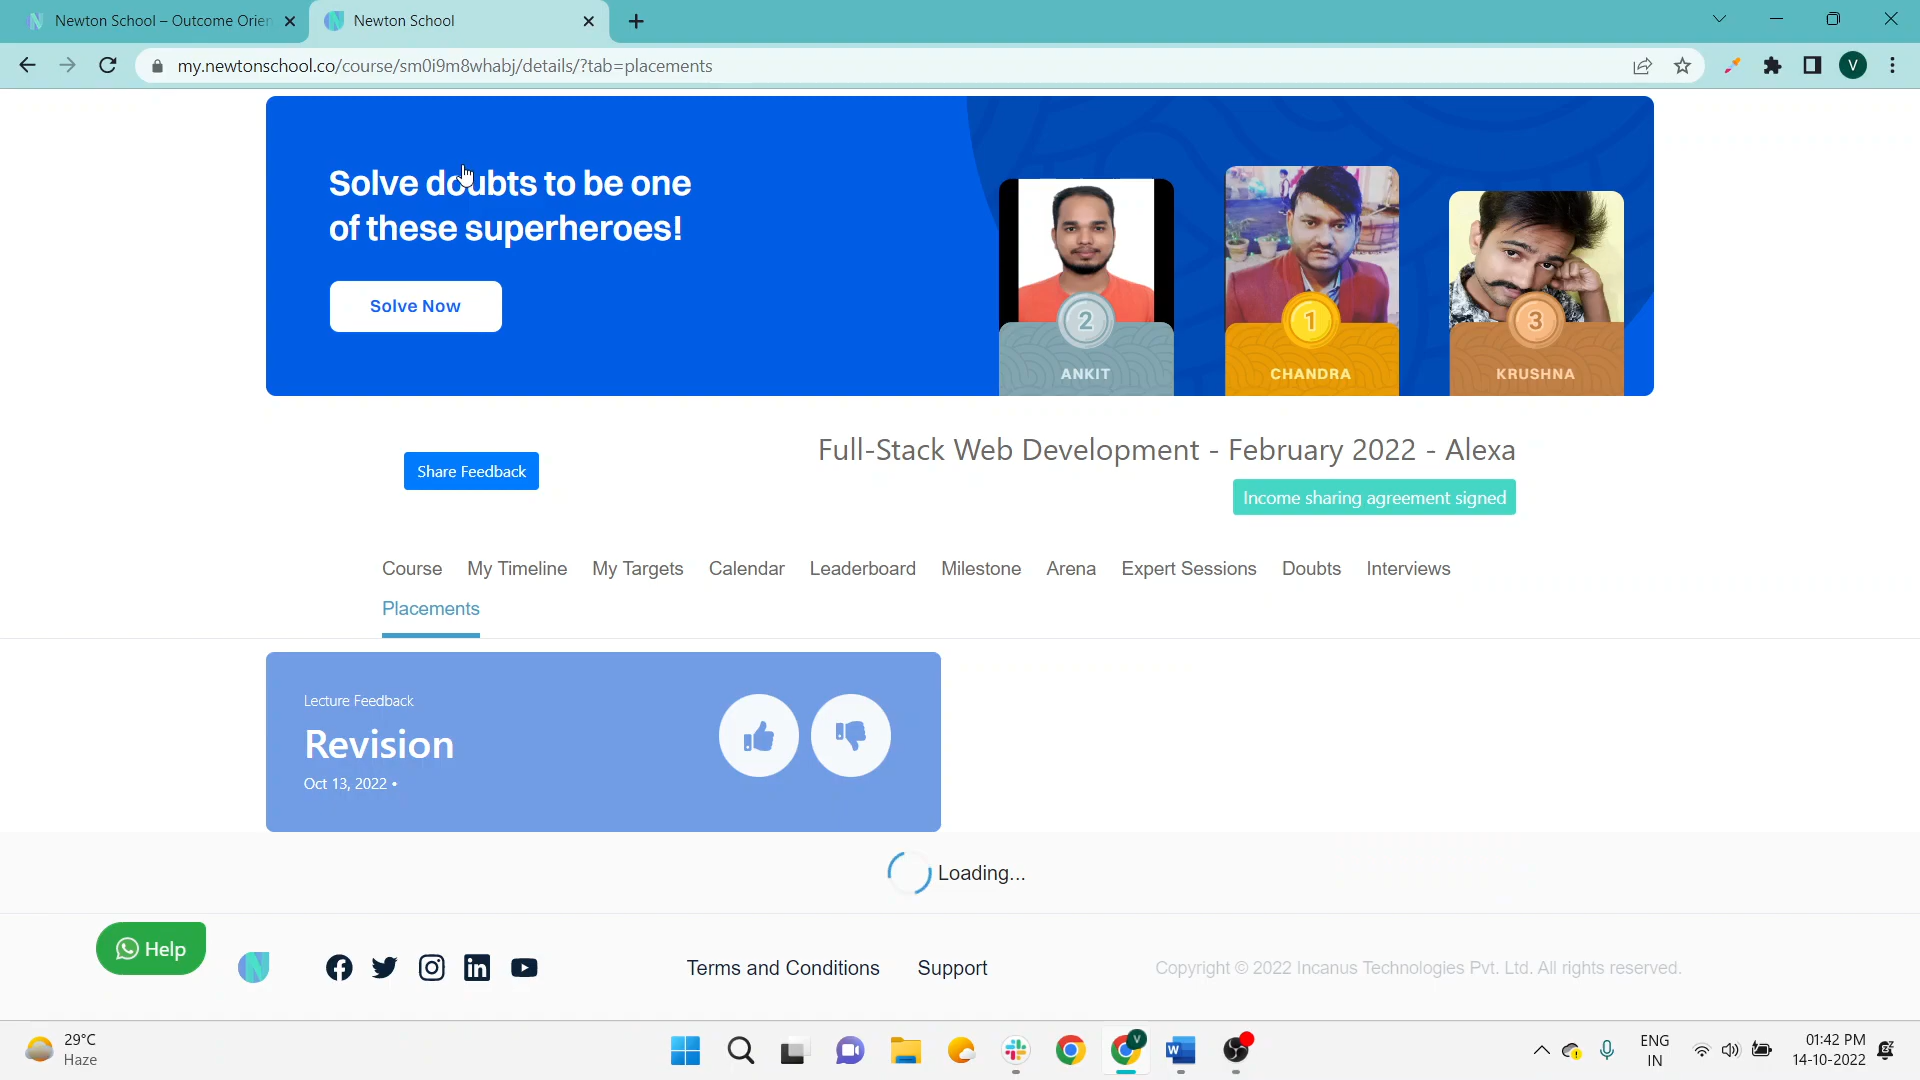 Newton School – Outcome Orien
Newton School
my.newtonschool.co/course/sm0i9m8whabj/details/?tab=placements
V
Solve doubts to be one
of these superheroes!
Solve Now
2
1
3
ANKIT
CHANDRA
KRUSHNA
Full-Stack Web Development - February 2022 - Alexa
Share Feedback
Income sharing agreement signed
Course My Timeline My Targets Calendar Leaderboard Milestone Arena Expert Sessions Doubts Interviews
Placements
Lecture Feedback
Revision
Oct 13, 2022 •
Loading...
Help
Terms and Conditions Support
Copyright © 2022 Incanus Technologies Pvt. Ltd. All rights reserved.
29°C
Haze
ENG
IN
01:42 PM
14-10-2022